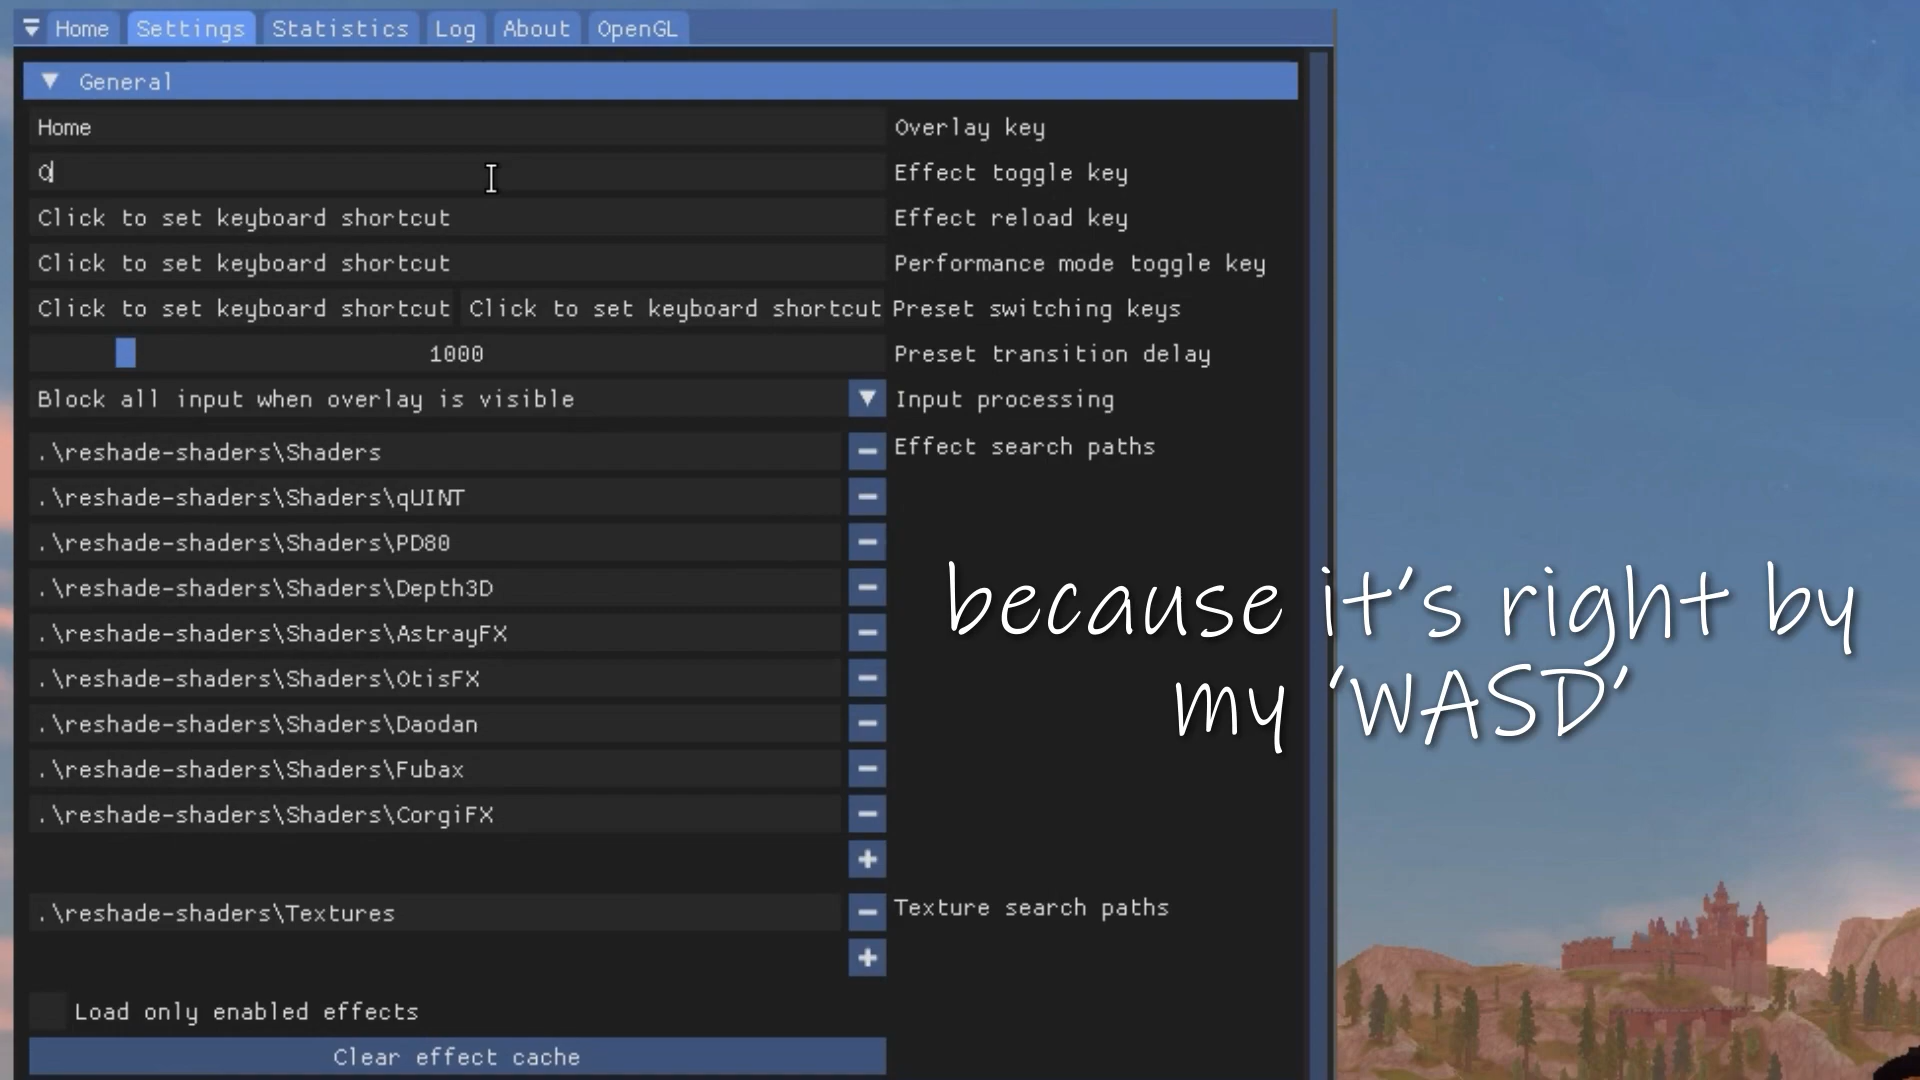 Home Settings Statistics Log About OpenGL
General
Home Overlay key
Q Effect toggle key
Click to set keyboard shortcut Effect reload key
Click to set keyboard shortcut Performance mode toggle key
Click to set keyboard shortcut Click to set keyboard shortcut Preset switching keys
1000 Preset transition delay
Block all input when overlay is visible Input processing
.\reshade-shaders\Shaders Effect search paths
.\reshade-shaders\Shaders\qUINT
.\reshade-shaders\Shaders\PD80
.\reshade-shaders\Shaders\Depth3D
.\reshade-shaders\Shaders\AstrayFX
.\reshade-shaders\Shaders\OtisFX
.\reshade-shaders\Shaders\Daodan
.\reshade-shaders\Shaders\Fubax
.\reshade-shaders\Shaders\CorgiFX
.\reshade-shaders\Textures Texture search paths
Load only enabled effects
Clear effect cache
because it's right by
my 'WASD'